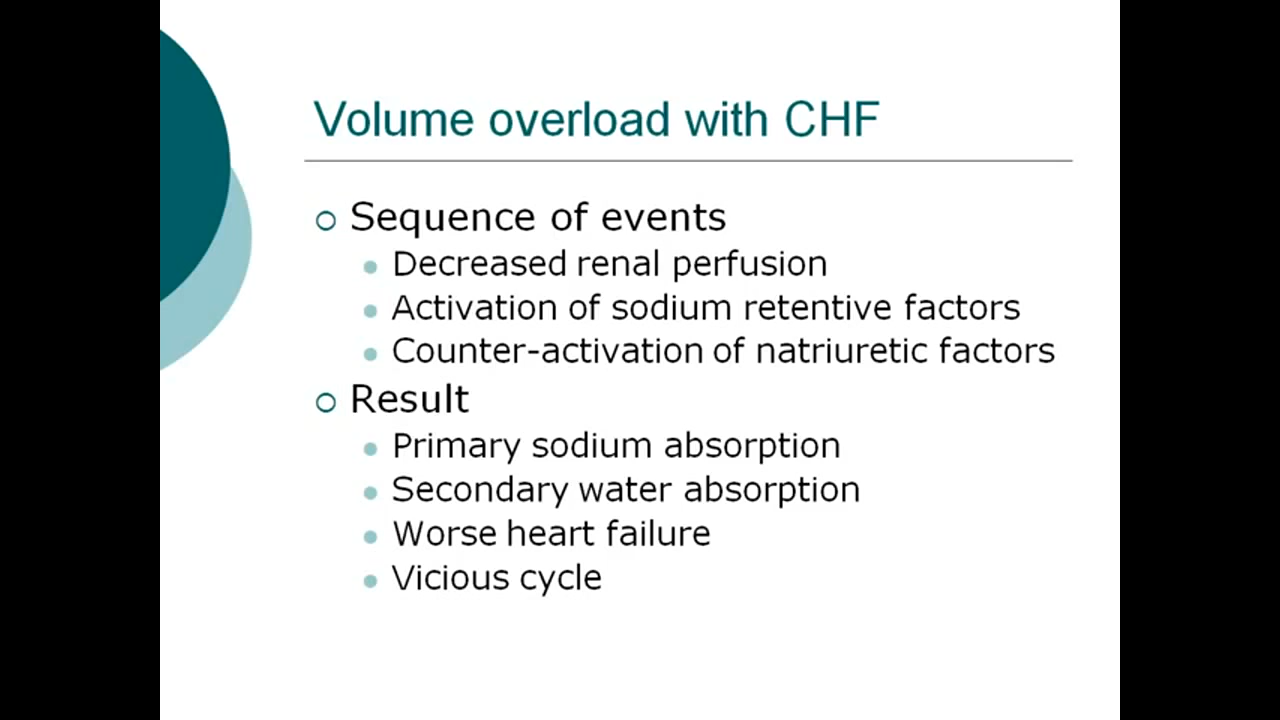 Volume overload with CHF
Sequence of events
Decreased renal perfusion
Activation of sodium retentive factors
Counter-activation of natriuretic factors
Result
Primary sodium absorption
Secondary water absorption
Worse heart failure
Vicious cycle